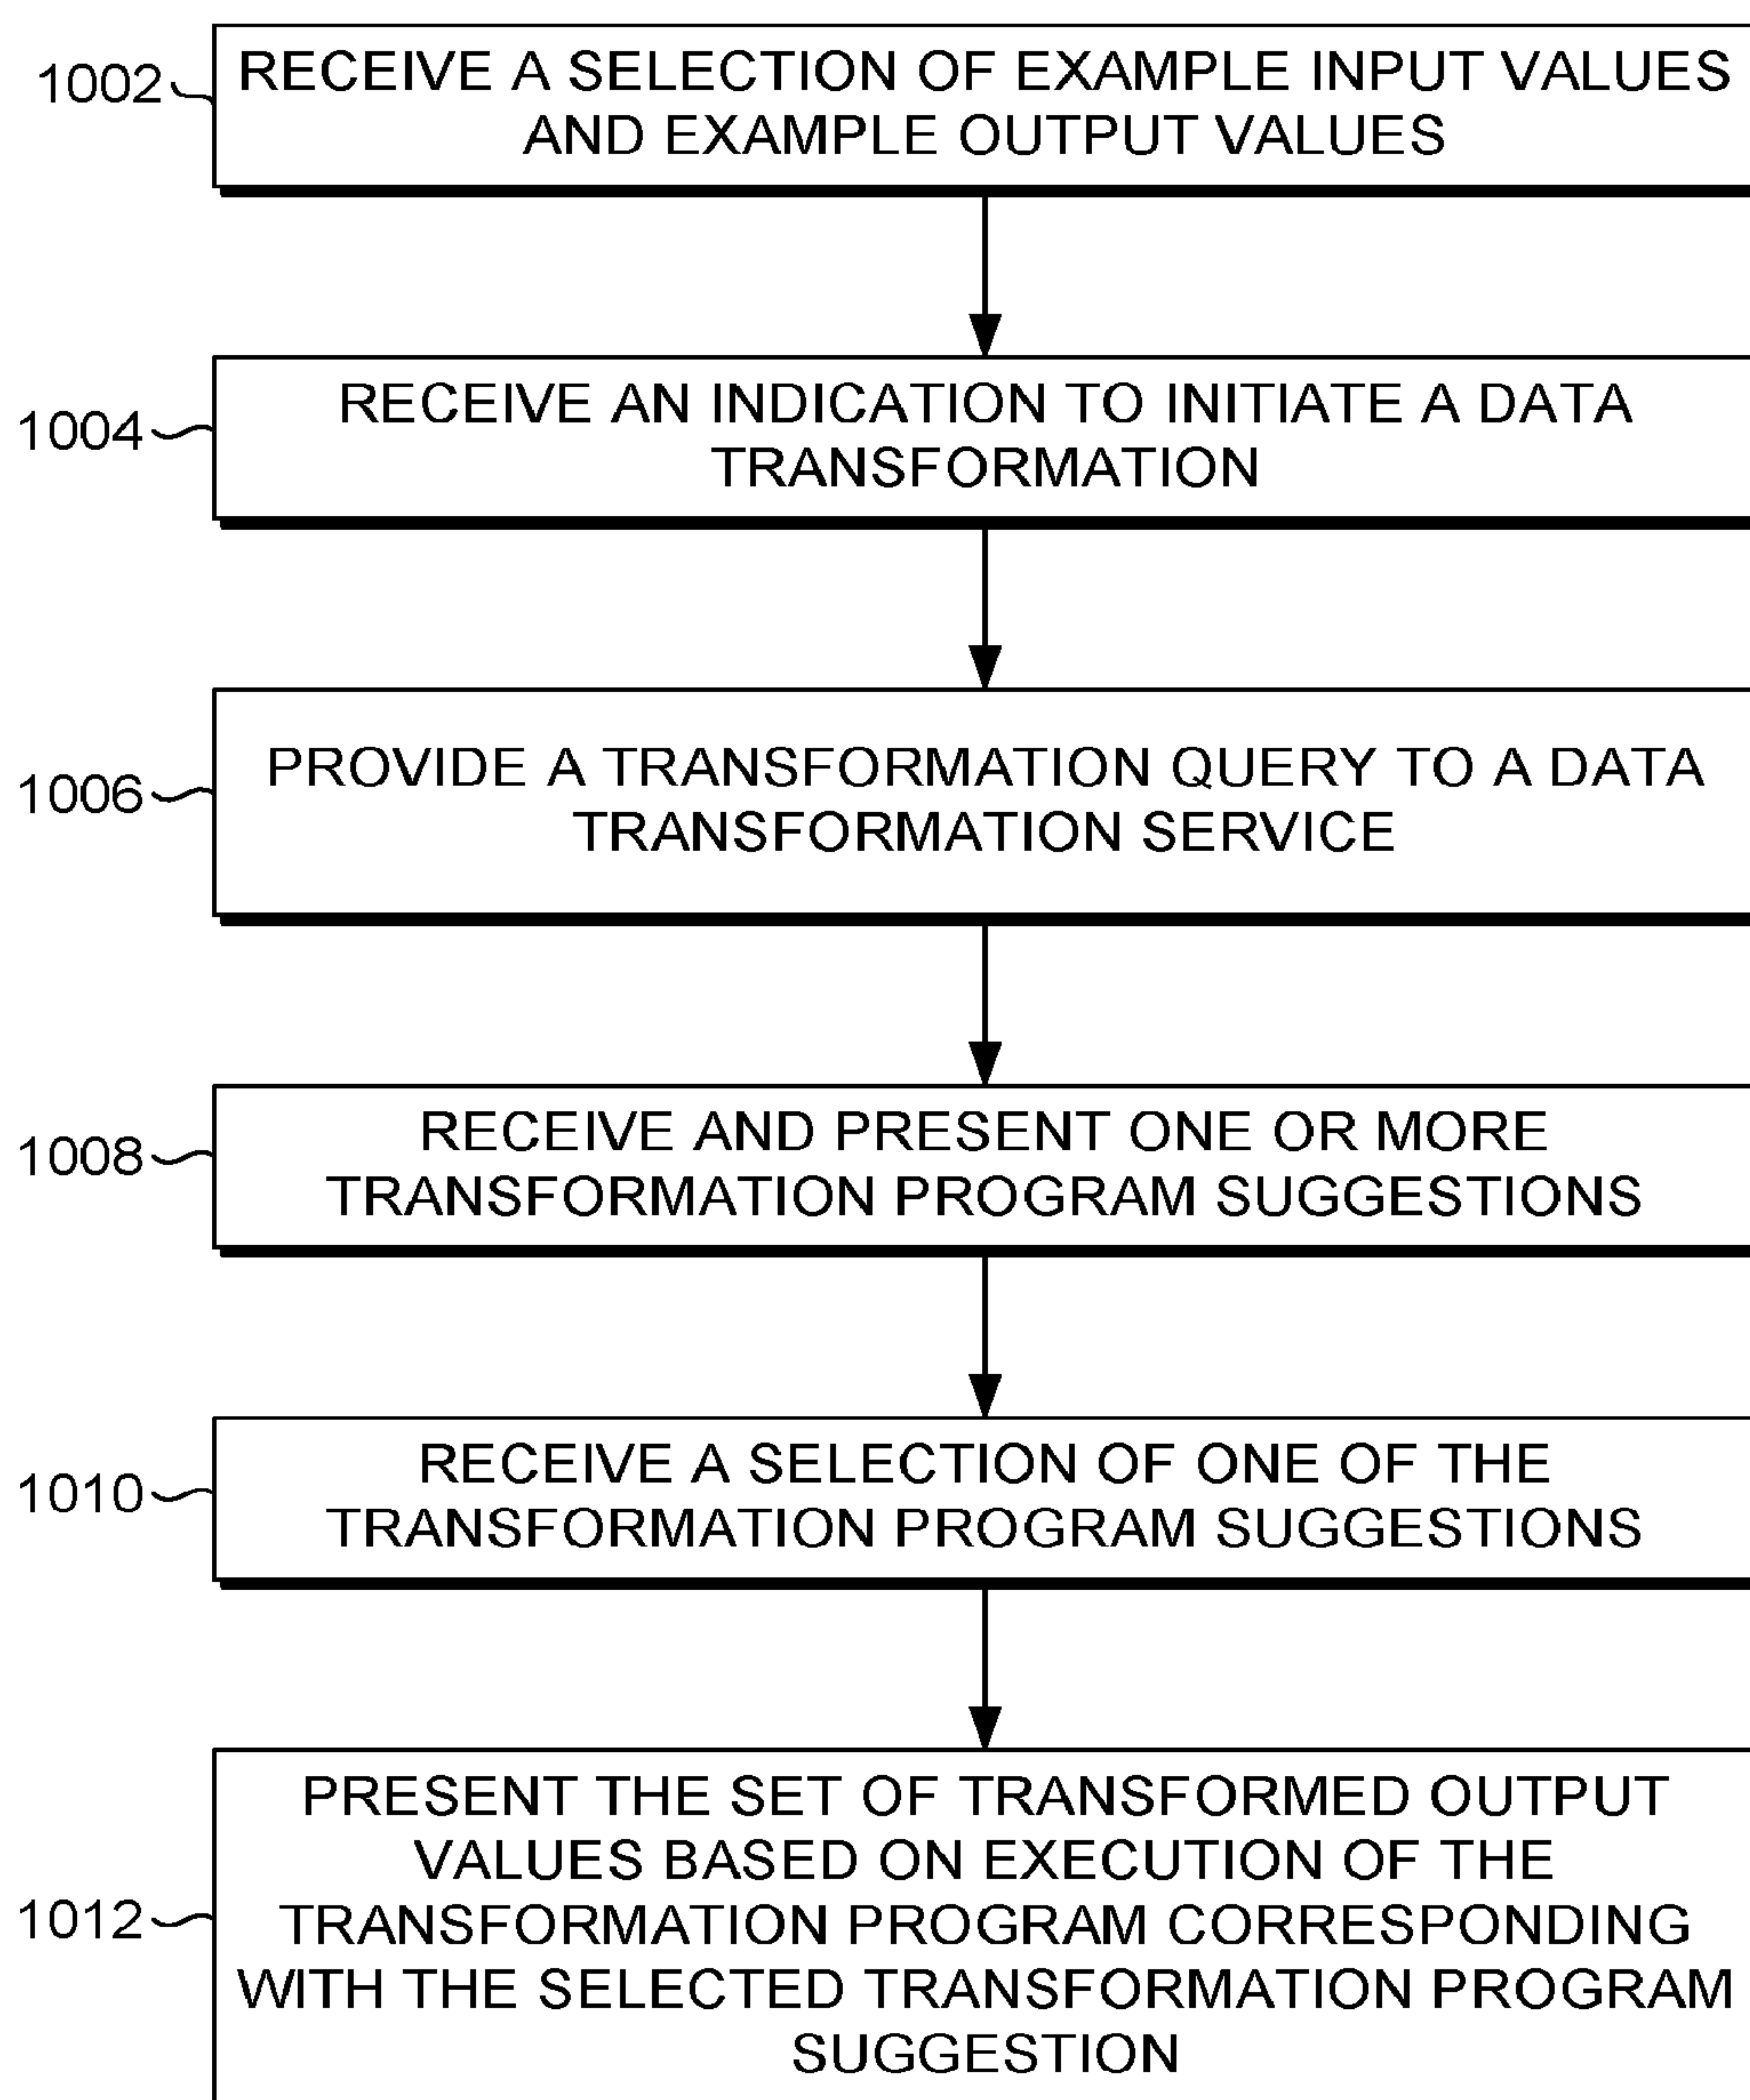 1002
RECEIVE A SELECTION OF EXAMPLE INPUT VALUES
AND EXAMPLE OUTPUT VALUES
1004
RECEIVE AN INDICATION TO INITIATE A DATA
TRANSFORMATION
1006
PROVIDE A TRANSFORMATION QUERY TO A DATA
TRANSFORMATION SERVICE
1008
RECEIVE AND PRESENT ONE OR MORE
TRANSFORMATION PROGRAM SUGGESTIONS
1010
RECEIVE A SELECTION OF ONE OF THE
TRANSFORMATION PROGRAM SUGGESTIONS
1012
PRESENT THE SET OF TRANSFORMED OUTPUT
VALUES BASED ON EXECUTION OF THE
TRANSFORMATION PROGRAM CORRESPONDING
WITH THE SELECTED TRANSFORMATION PROGRAM
SUGGESTION